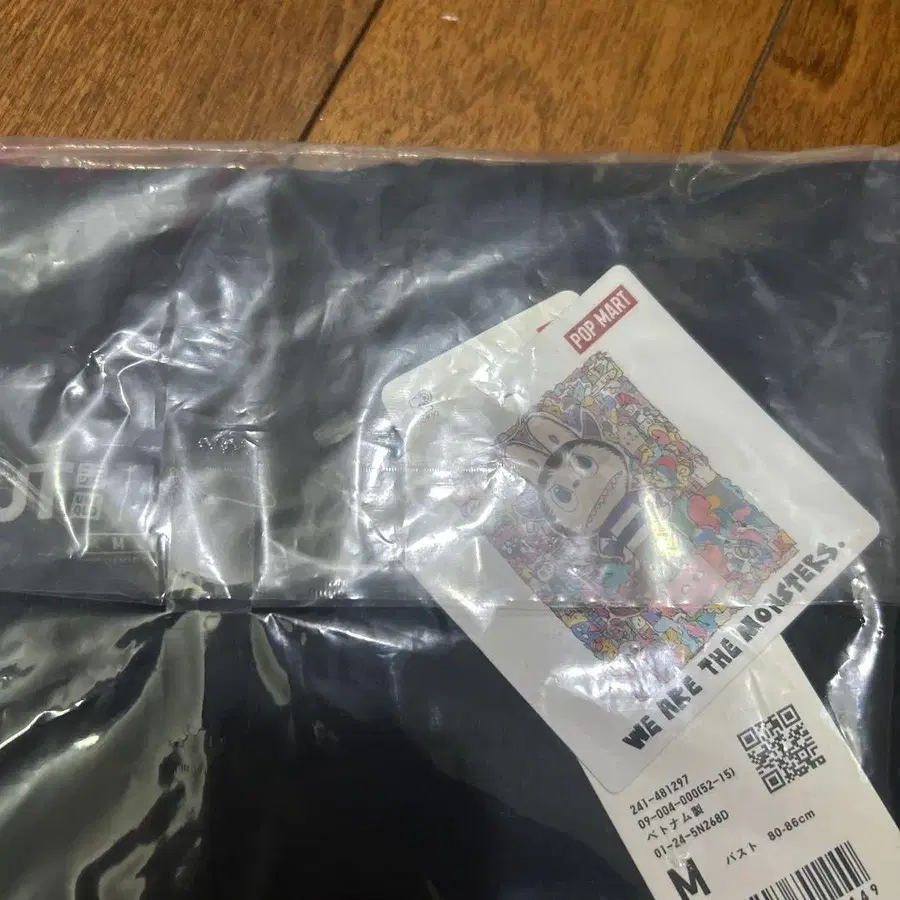 POP MART
WE ARE THE MONSTERS.
241-481297
09-004-000(52-15)
ベトナム製
01-24-5N268D
M
バスト 80-86cm